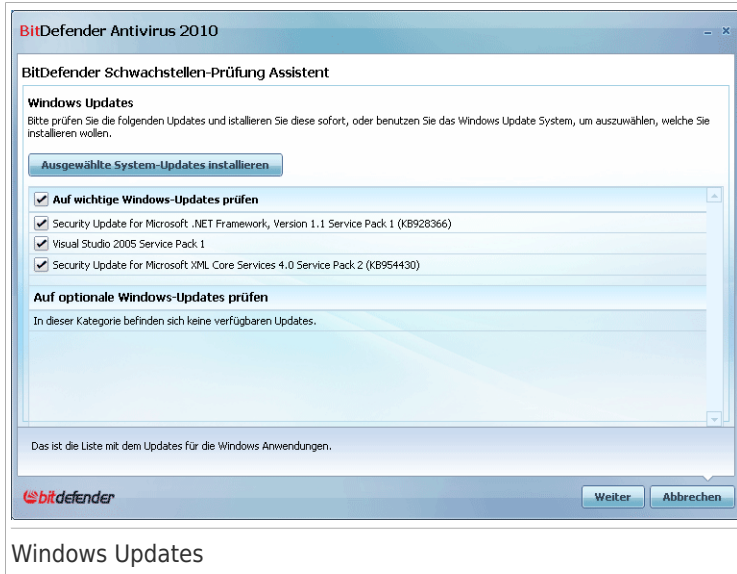 BitDefender Antivirus 2010
BitDefender Schwachstellen-Prüfung Assistent
Windows Updates
Bitte prüfen Sie die folgenden Updates und istallieren Sie diese sofort, oder benutzen Sie das Windows Update System, um auszuwählen, welche Sie
installieren wollen.
Ausgewählte System-Updates installieren
Auf wichtige Windows-Updates prüfen
Security Update for Microsoft .NET Framework, Version 1.1 Service Pack 1 (KB928366)
Visual Studio 2005 Service Pack 1
Security Update for Microsoft XML Core Services 4.0 Service Pack 2 (KB954430)
Auf optionale Windows-Updates prüfen
In dieser Kategorie befinden sich keine verfügbaren Updates.
Das ist die Liste mit dem Updates für die Windows Anwendungen.
bitdefender
Weiter
Abbrechen
Windows Updates